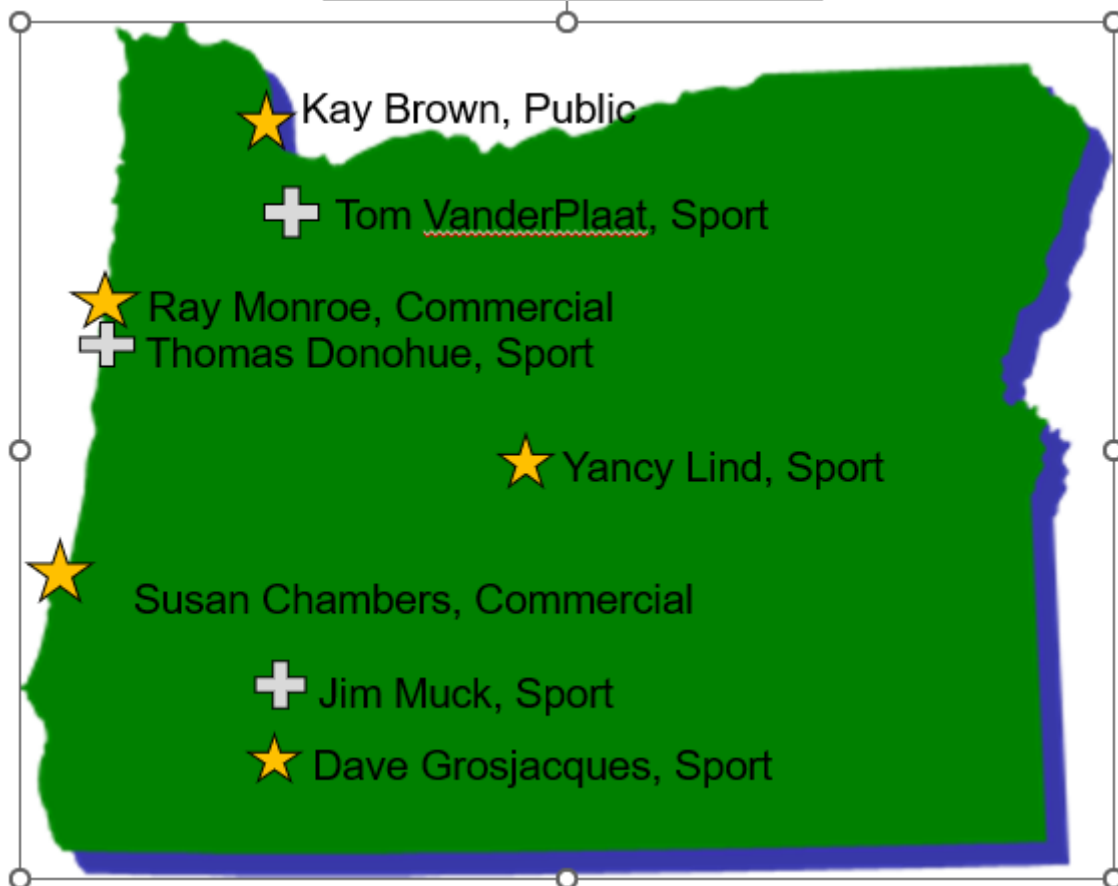 Kay Brown, Public
Tom VanderPlaat, Sport
Ray Monroe, Commercial
Thomas Donohue, Sport
Yancy Lind, Sport
Susan Chambers, Commercial
Jim Muck, Sport
Dave Grosjacques, Sport